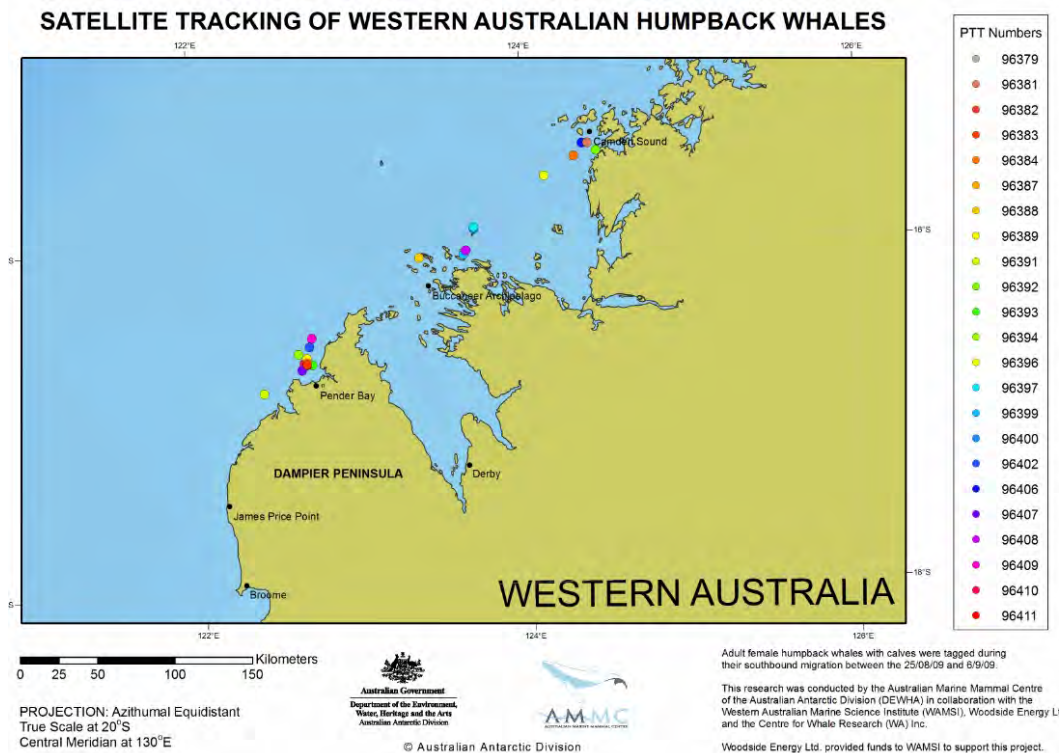 SATELLITE TRACKING OF WESTERN AUSTRALIAN HUMPBACK WHALES
122°E
124°E
126°E
PTT Numbers
96379
96381
96382
96383
96384
96387
96388
96389
96391
96392
96393
96394
96396
96397
96399
96400
96402
96406
96407
96408
96409
96410
96411
Camden Sound
16°S
S
Buccaneer Archipelago
Pender Bay
DAMPIER PENINSULA
Derby
James Price Point
18°S
WESTERN AUSTRALIA
Broome
S
122°E
124°E
126°E
Kilometers
0 25 50 100 150
PROJECTION: Azithumal Equidistant
True Scale at 20°S
Central Meridian at 130°E
Australian Government
Department of the Environment,
Water, Heritage and the Arts
Australian Antarctic Division
AMMC
© Australian Antarctic Division
Adult female humpback whales with calves were tagged during
their southbound migration between the 25/08/09 and 6/9/09.
This research was conducted by the Australian Marine Mammal Centre
of the Australian Antarctic Division (DEWHA) in collaboration with the
Western Australian Marine Science Institute (WAMSI), Woodside Energy L
and the Centre for Whale Research (WA) Inc.
Woodside Energy Ltd. provided funds to WAMSI to support this project.